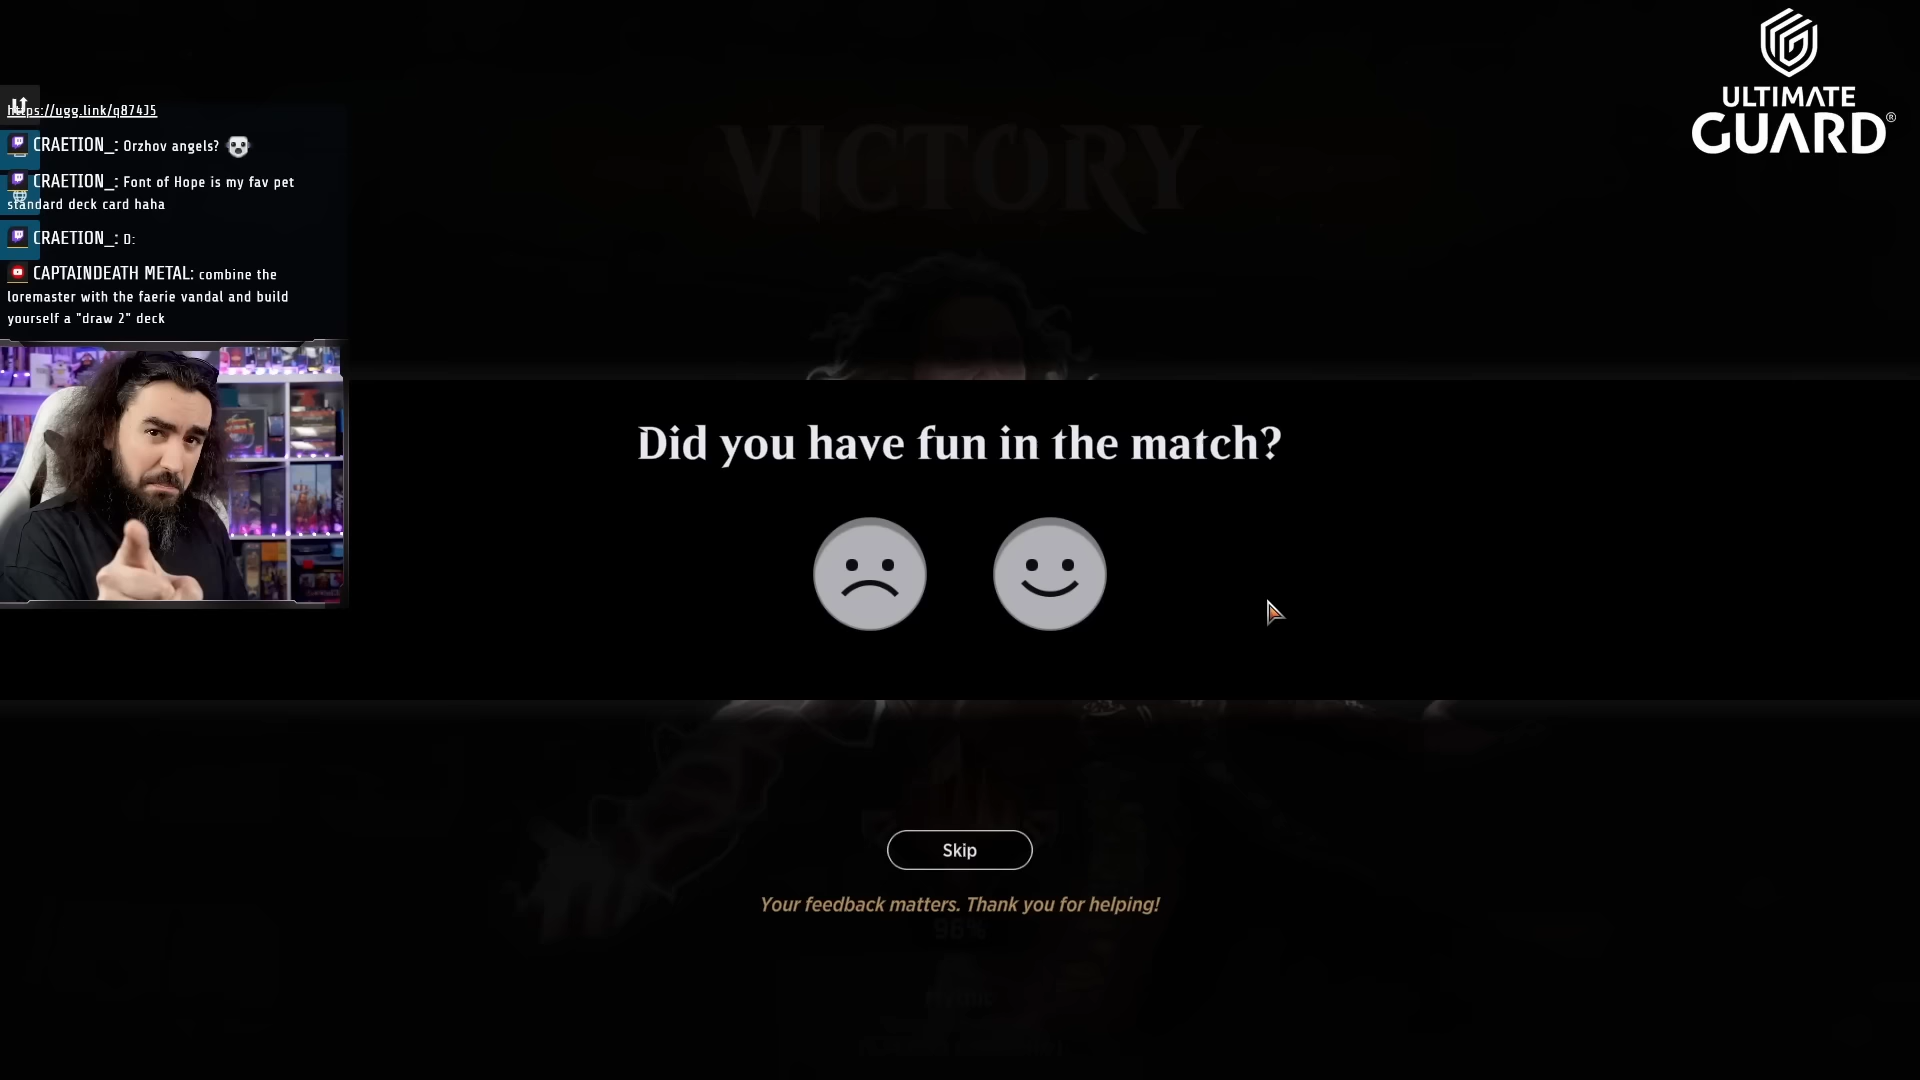 ULTIMATE
GUARD®
https://ugg.link/q874J5
CRAETION_: Orzhov angels?
CRAETION_: Font of Hope is my fav pet
standard deck card haha
CRAETION_: D:
CAPTAINDEATH METAL: combine the
loremaster with the faerie vandal and build
yourself a "draw 2" deck
VICTORY
Did you have fun in the match?
Skip
Your feedback matters. Thank you for helping!
96%